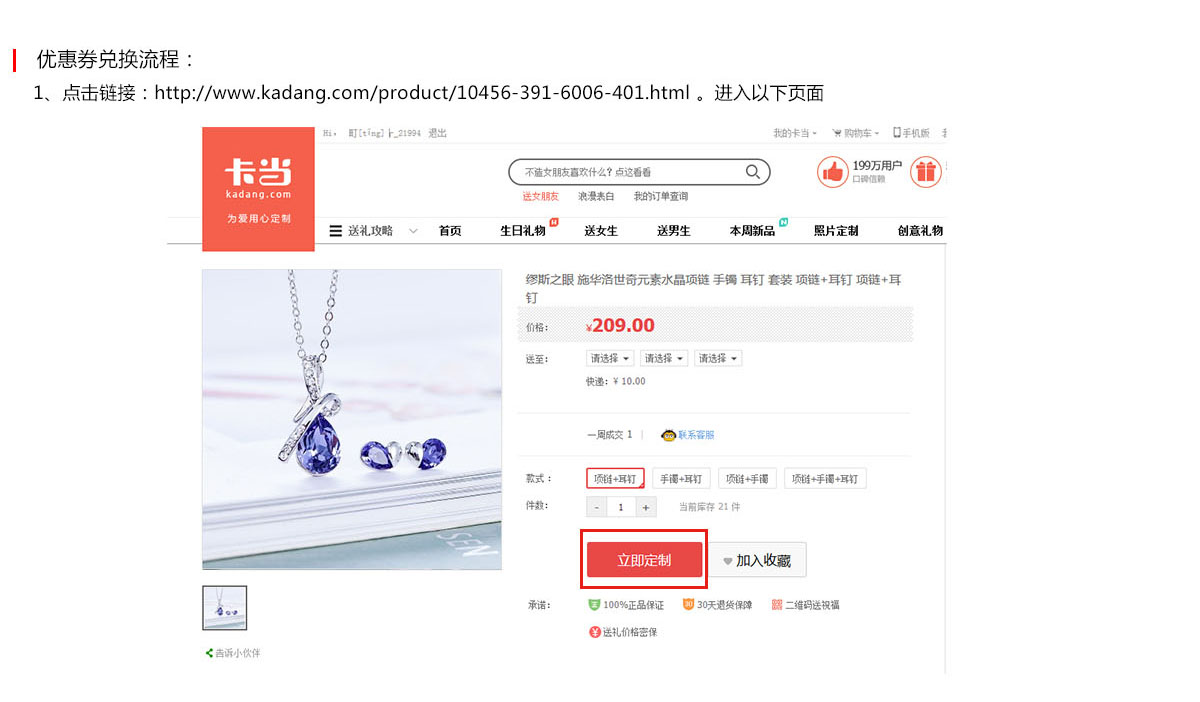 优惠券兑换流程：
1、点击链接：http://www.kadang.com/product/10456-391-6006-401.html 。进入以下页面
_21994 退出
我的卡当 购物车 手机版
卡当
kadang.com
为爱用心定制
不造女朋友喜欢什么？点这看看
199万用户
口碑信赖
送女朋友 浪漫表白 我的订单查询
送礼攻略 首页 生日礼物 H 送女生 送男生 本周新品 N 照片定制 创意礼物
缪斯之眼 施华洛世奇元素水晶项链 手镯 耳钉 套装 项链+耳钉 项链+耳
钉
价格： ¥209.00
送至： 请选择 请选择 请选择
快递：¥ 10.00
一周成交 1 联系客服
款式： 项链+耳钉 手镯+耳钉 项链+手镯 项链+手镯+耳钉
件数： - 1 + 当前库存 21 件
立即定制 加入收藏
承诺： 100%正品保证 30天退货保障 二维码送祝福
¥ 送礼价格密保
告诉小伙伴
SEN